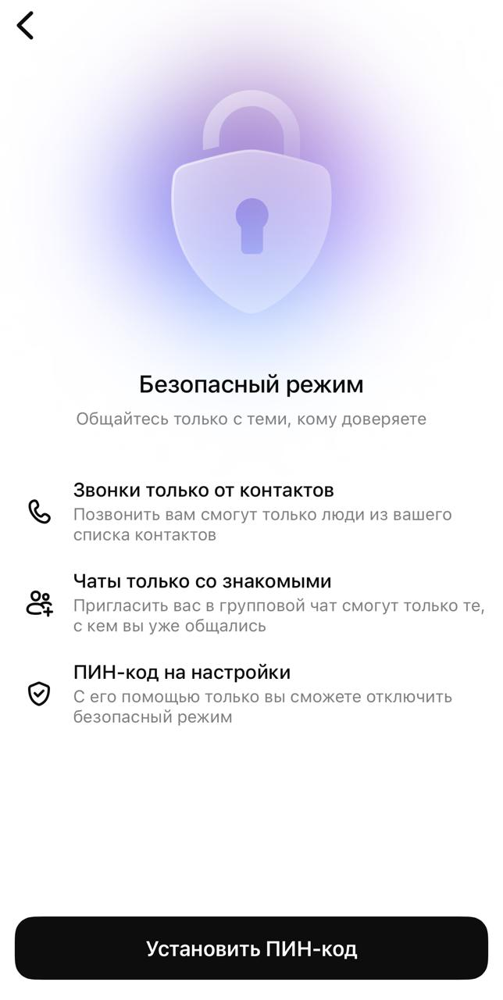 Безопасный режим
Общайтесь только с теми, кому доверяете
Звонки только от контактов
Позвонить вам смогут только люди из вашего
списка контактов
Чаты только со знакомыми
Пригласить вас в групповой чат смогут только те,
с кем вы уже общались
ПИН-код на настройки
С его помощью только вы сможете отключить
безопасный режим
Установить ПИН-код